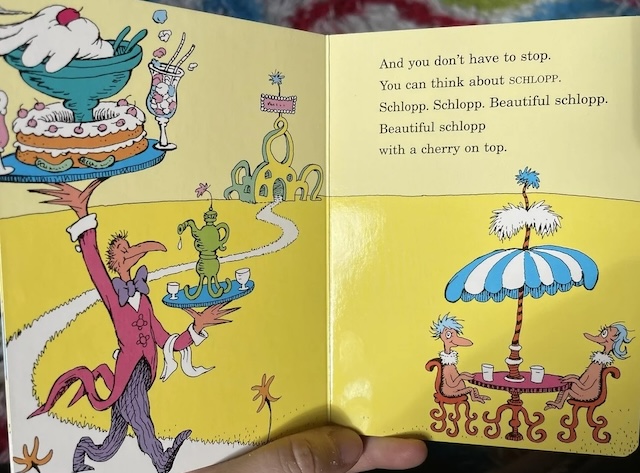 And you don't have to stop.
You can think about SCHLOPP.
Schlopp. Schlopp. Beautiful schlopp.
Beautiful schlopp
with a cherry on top.